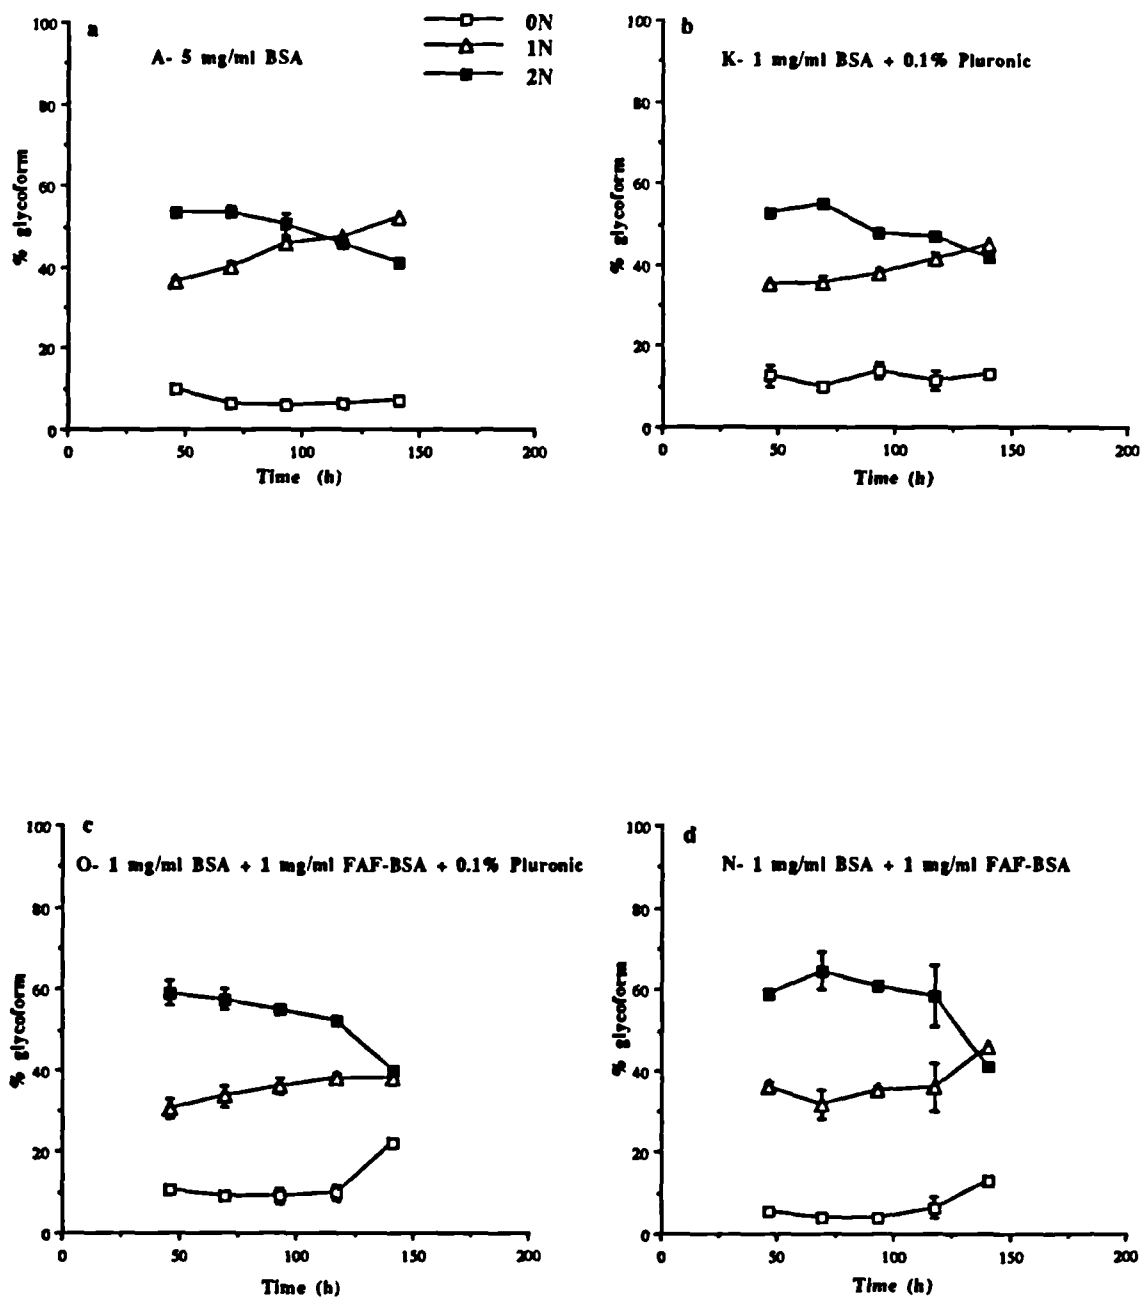 a
A- 5 mg/ml BSA
0N
1N
2N
100
80
60
40
20
0
% glycoform
0 50 100 150 200
Time (h)
b
K- 1 mg/ml BSA + 0.1% Pluronic
100
80
60
40
20
0
% glycoform
0 50 100 150 200
Time (h)
c
O- 1 mg/ml BSA + 1 mg/ml FAF-BSA + 0.1% Pluronic
100
80
60
40
20
0
% glycoform
0 50 100 150 200
Time (h)
d
N- 1 mg/ml BSA + 1 mg/ml FAF-BSA
100
80
60
40
20
0
% glycoform
0 50 100 150 200
Time (h)